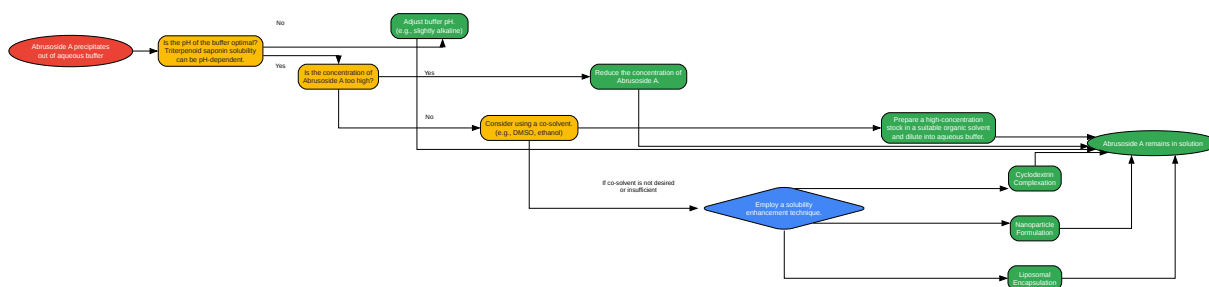 No
Adjust buffer pH.
(e.g., slightly alkaline)
Abrusoside A precipitates
out of aqueous buffer
Is the pH of the buffer optimal?
Triterpenoid saponin solubility
can be pH-dependent.
Yes
Is the concentration of
Abrusoside A too high?
Yes
Reduce the concentration of
Abrusoside A.
No
Consider using a co-solvent.
(e.g., DMSO, ethanol)
Prepare a high-concentration
stock in a suitable organic solvent
and dilute into aqueous buffer.
Abrusoside A remains in solution
If co-solvent is not desired
or insufficient
Employ a solubility
enhancement technique.
Cyclodextrin
Complexation
Nanoparticle
Formulation
Liposomal
Encapsulation